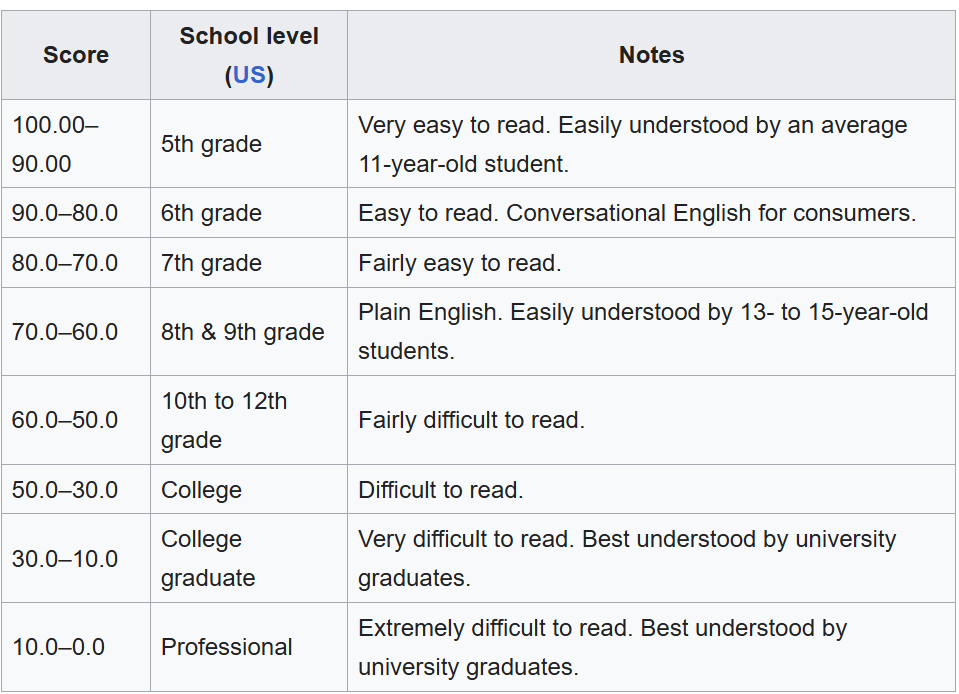 Score
School level
(US)
Notes
100.00–
90.00
5th grade
Very easy to read. Easily understood by an average
11-year-old student.
90.0–80.0
6th grade
Easy to read. Conversational English for consumers.
80.0–70.0
7th grade
Fairly easy to read.
70.0–60.0
8th & 9th grade
Plain English. Easily understood by 13- to 15-year-old
students.
60.0–50.0
10th to 12th
grade
Fairly difficult to read.
50.0–30.0
College
Difficult to read.
30.0–10.0
College
graduate
Very difficult to read. Best understood by university
graduates.
10.0–0.0
Professional
Extremely difficult to read. Best understood by
university graduates.